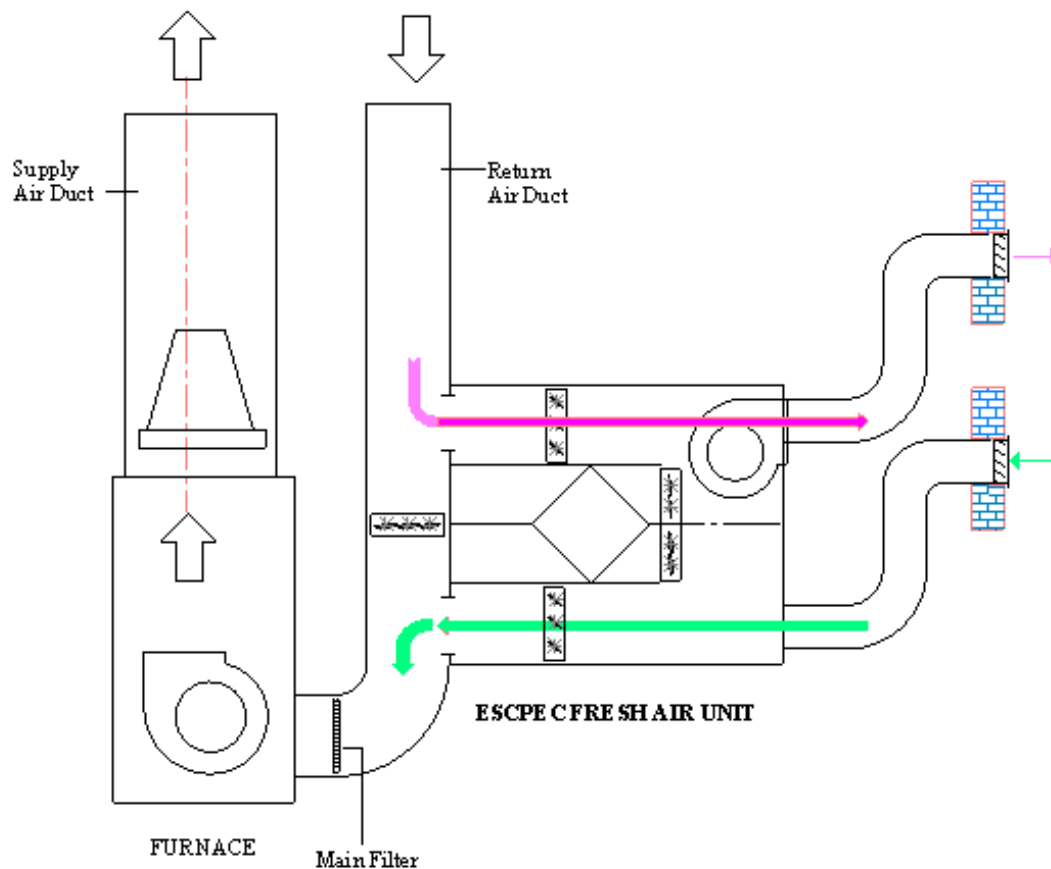 Supply
Air Duct
Return
Air Duct
ESCPEC FRESH AIR UNIT
FURNACE
Main Filter